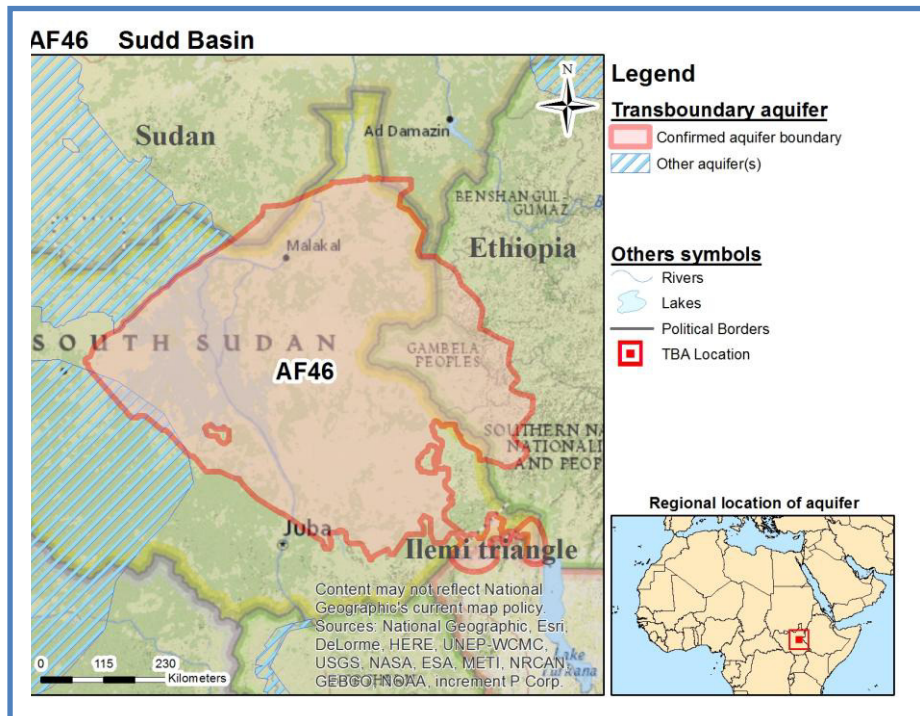 AF46 Sudd Basin
N
Sudan
Ad Damazin
BENSHANGUL-
GUMAZ
Ethiopia
Malakal
SOUTH SUDAN
GAMBELA
PEOPLES
AF46
SOUTHERN NA
NATIONALI
AND PEOP
Juba
Ilemi triangle
Content may not reflect National
Geographic's current map policy.
Sources: National Geographic, Esri,
DeLorme, HERE, UNEP-WCMC,
USGS, NASA, ESA, METI, NRCAN,
GEBCO, NOAA, increment P Corp.
Lake
Turkana
0 115 230
Kilometers
Legend
Transboundary aquifer
Confirmed aquifer boundary
Other aquifer(s)
Others symbols
Rivers
Lakes
Political Borders
TBA Location
Regional location of aquifer